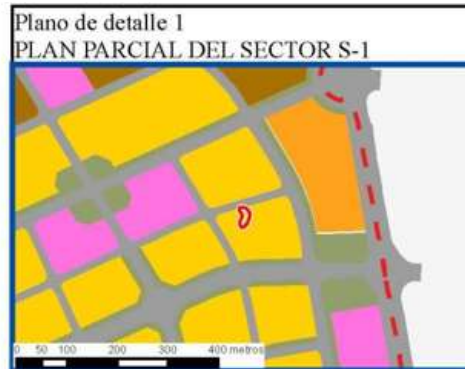 Plano de detalle 1
PLAN PARCIAL DEL SECTOR S-1
0 50 100 200 300 400 metros